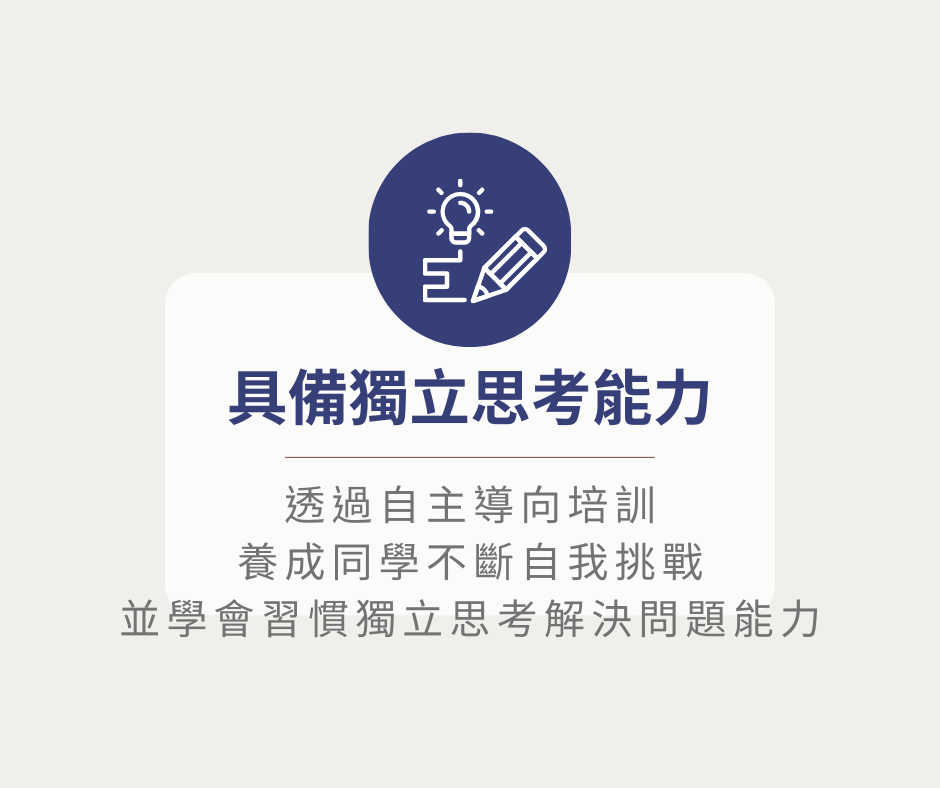 具備獨立思考能力
透過自主導向培訓
養成同學不斷自我挑戰
並學會習慣獨立思考解決問題能力